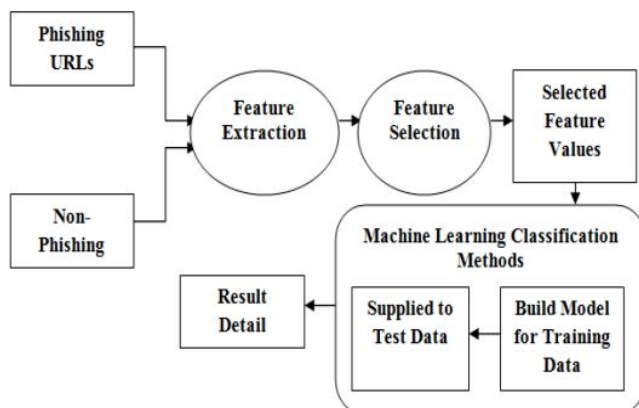 Phishing
URLs
Feature
Extraction
Feature
Selection
Selected
Feature
Values
Non-
Phishing
Machine Learning Classification
Methods
Result
Detail
Supplied to
Test Data
Build Model
for Training
Data